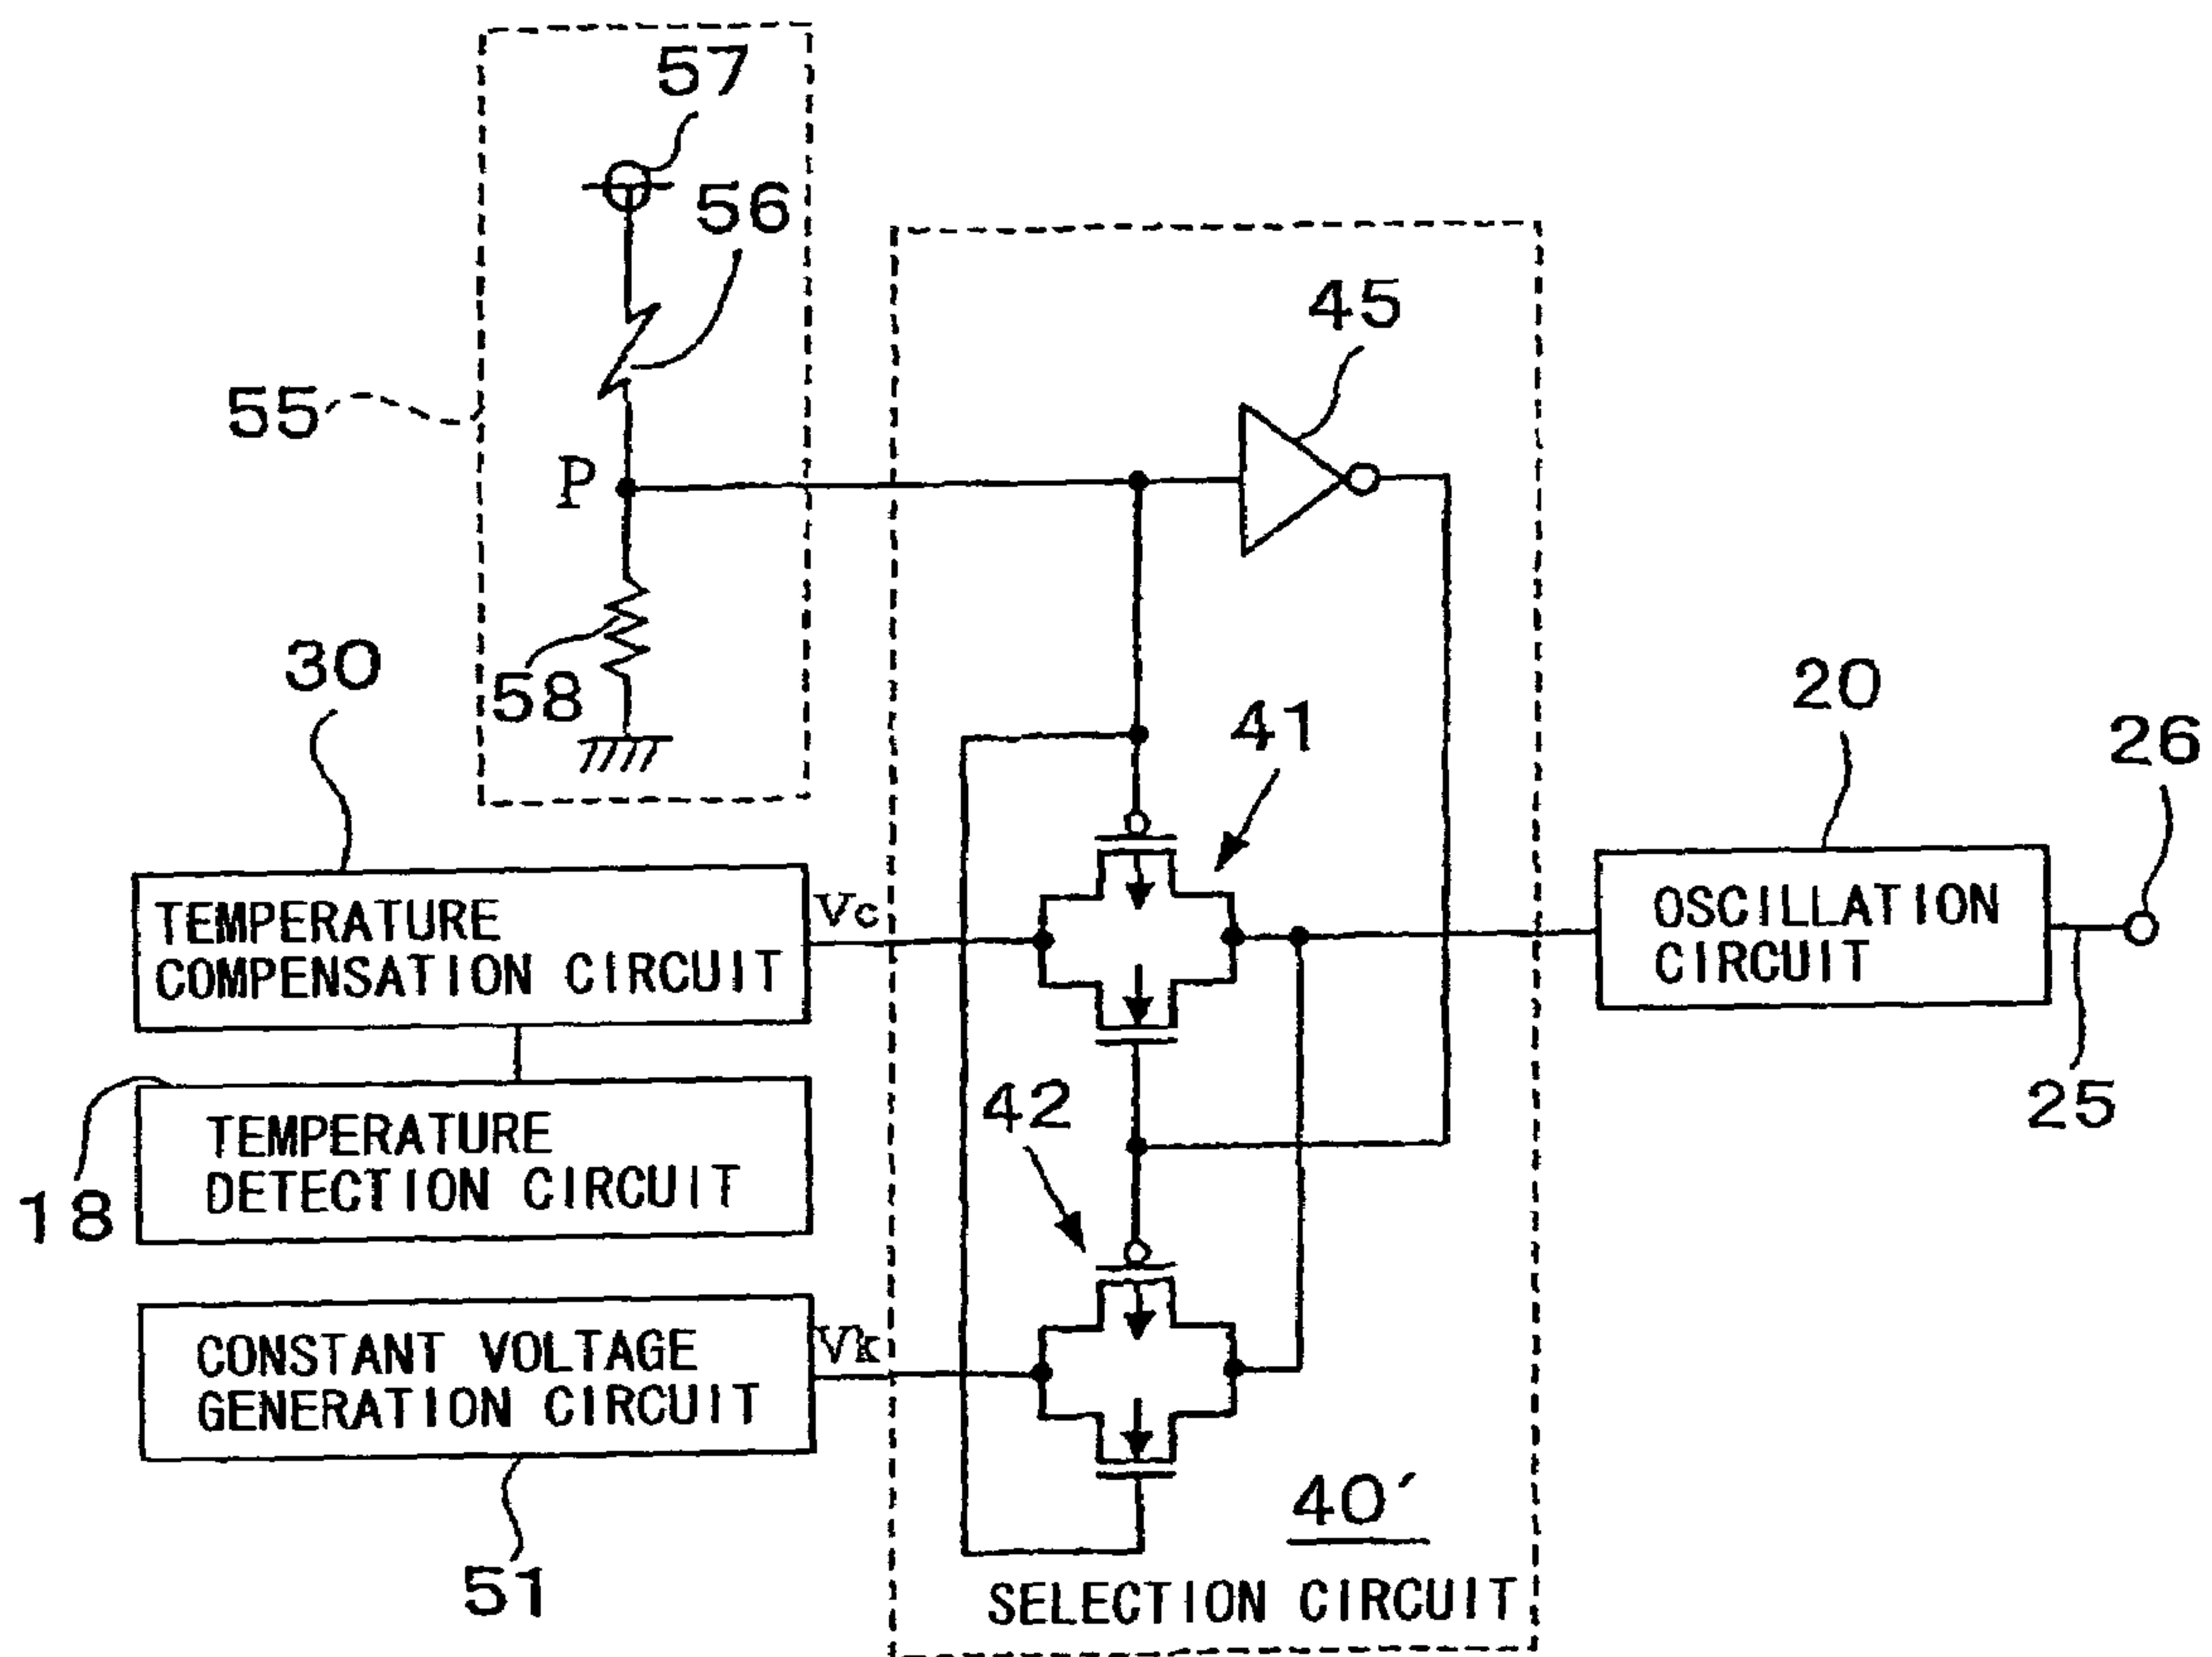 57
56
45
55
P
58
30
41
20
26
TEMPERATURE
COMPENSATION CIRCUIT
Vc
OSCILLATION
CIRCUIT
25
42
18
TEMPERATURE
DETECTION CIRCUIT
CONSTANT VOLTAGE
GENERATION CIRCUIT
Vk
51
40′
SELECTION CIRCUIT